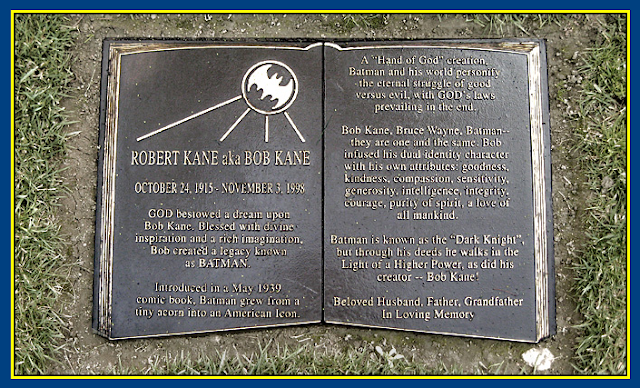 ROBERT KANE aka BOB KANE
OCTOBER 24, 1915 - NOVEMBER 3, 1998
GOD bestowed a dream upon
Bob Kane. Blessed with divine
inspiration and a rich imagination,
Bob created a legacy known
as BATMAN.
Introduced in a May 1939
comic book, Batman grew from a
tiny acorn into an American Icon.
A "Hand of God" creation,
Batman and his world personify
the eternal struggle of good
versus evil, with GOD's laws
prevailing in the end.
Bob Kane, Bruce Wayne, Batman--
they are one and the same. Bob
infused his dual identity character
with his own attributes: goodness,
kindness, compassion, sensitivity,
generosity, intelligence, integrity,
courage, purity of spirit, a love of
all mankind.
Batman is known as the "Dark Knight",
but through his deeds he walks in the
Light of a Higher Power, as did his
creator -- Bob Kane!
Beloved Husband, Father, Grandfather
In Loving Memory